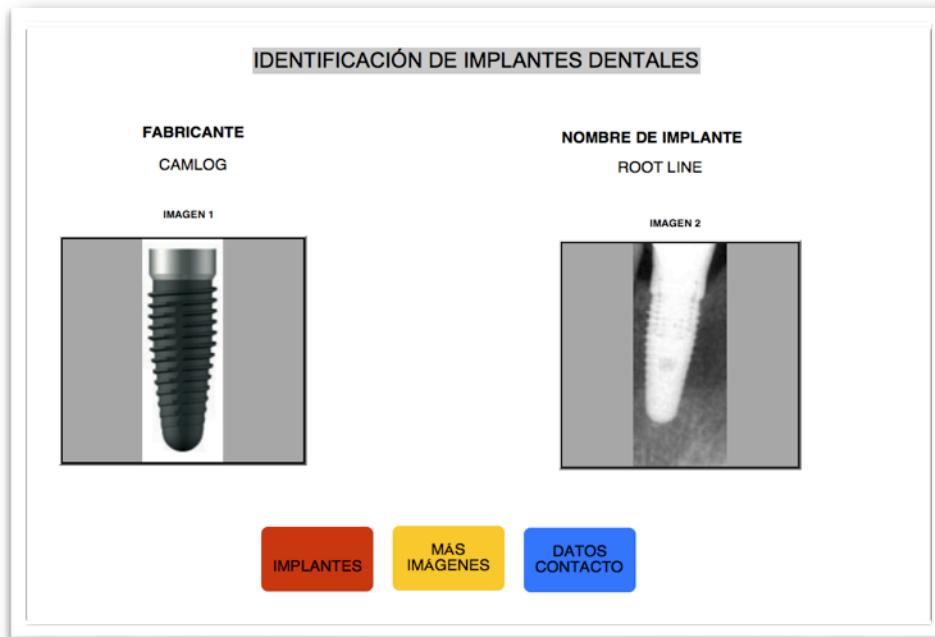 IDENTIFICACIÓN DE IMPLANTES DENTALES
FABRICANTE
CAMLOG
NOMBRE DE IMPLANTE
ROOT LINE
IMAGEN 1
IMAGEN 2
IMPLANTES
MÁS
IMÁGENES
DATOS
CONTACTO